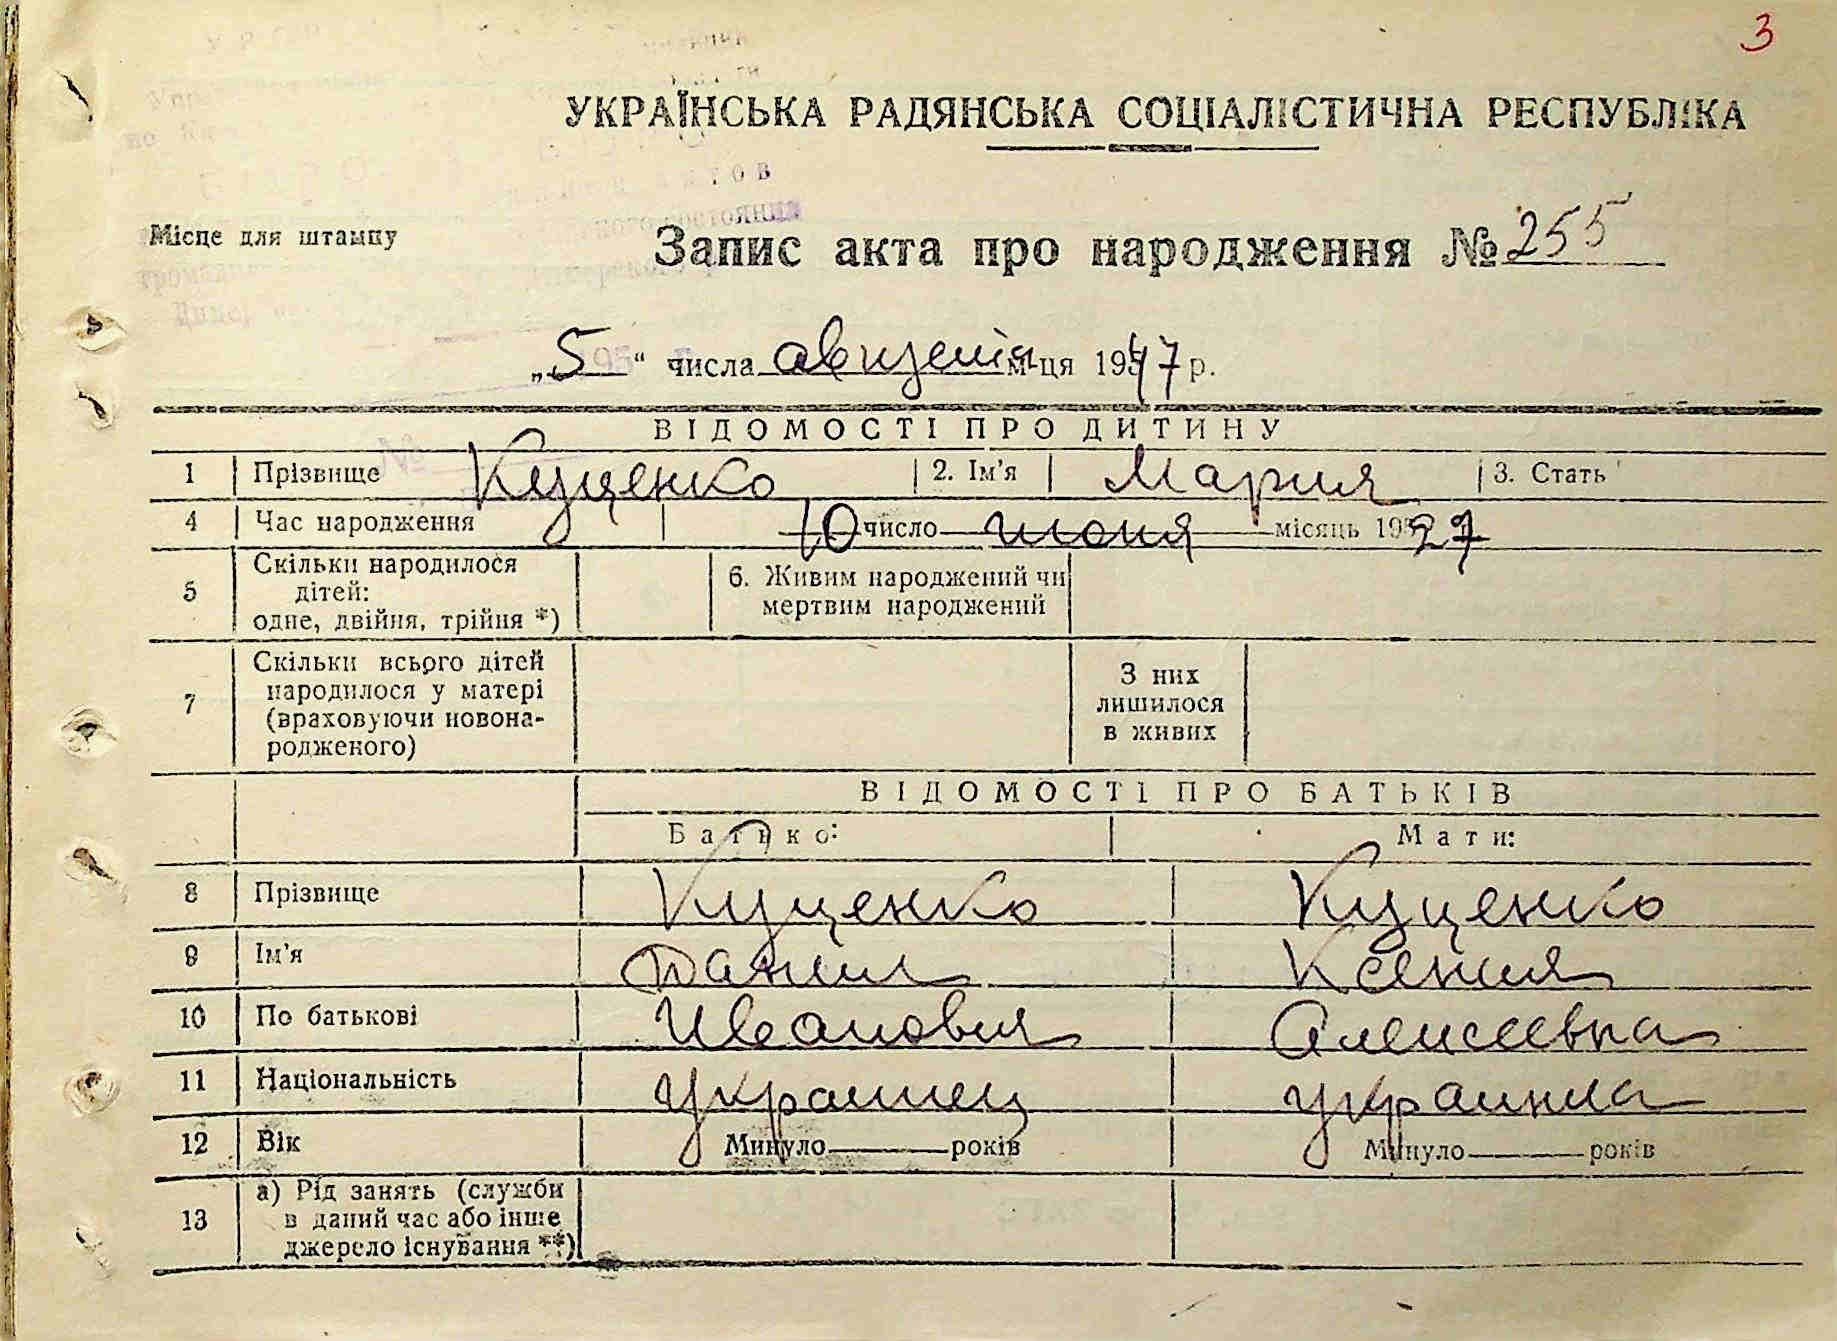 3
УКРАЇНСЬКА РАДЯНСЬКА СОЦІАЛІСТИЧНА РЕСПУБЛІКА
Місце для штампу
Запис акта про народження № 255
„5“ числа августа м-ця 1947 р.
ВІДОМОСТІ ПРО ДИТИНУ
1 Прізвище Куценко 2. Ім'я Мария 3. Стать
4 Час народження 10 число июня місяць 1927
5 Скільки народилося дітей: одне, двійня, трійня *) 6. Живим народжений чи мертвим народжений
7 Скільки всього дітей народилося у матері (враховуючи новонародженого) З них лишилося в живих
ВІДОМОСТІ ПРО БАТЬКІВ
Батько: Мати:
8 Прізвище Куценко Куценко
9 Ім'я Данил Ксения
10 По батькові Иванович Алексеевна
11 Національність украинец украинка
12 Вік Минуло років Минуло років
13 а) Рід занять (служби в даний час або інше джерело існування **)